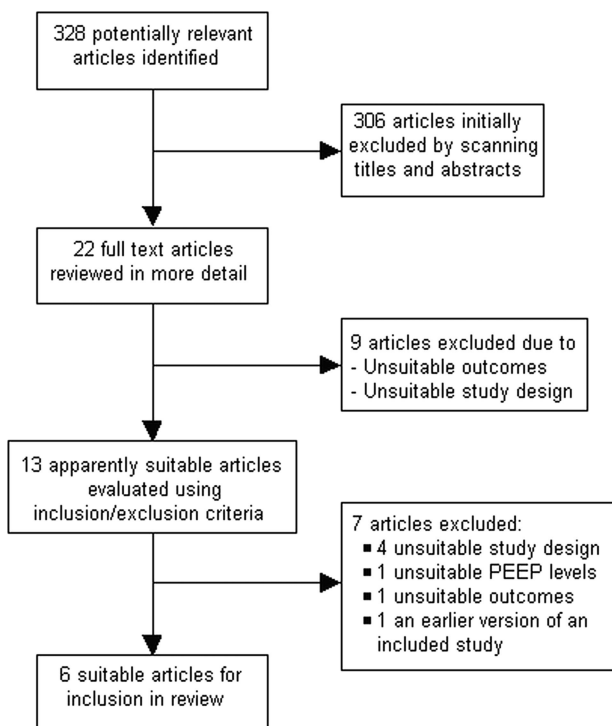 328 potentially relevant
articles identified
306 articles initially
excluded by scanning
titles and abstracts
22 full text articles
reviewed in more detail
9 articles excluded due to
- Unsuitable outcomes
- Unsuitable study design
13 apparently suitable articles
evaluated using
inclusion/exclusion criteria
7 articles excluded:
▪ 4 unsuitable study design
▪ 1 unsuitable PEEP levels
▪ 1 unsuitable outcomes
▪ 1 an earlier version of an
included study
6 suitable articles for
inclusion in review